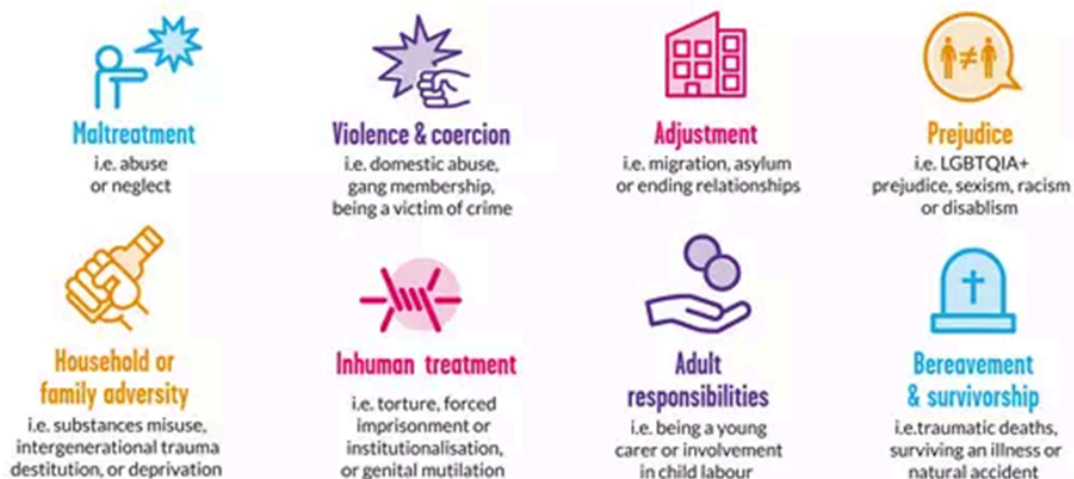 Maltreatment
i.e. abuse
or neglect
Violence & coercion
i.e. domestic abuse,
gang membership,
being a victim of crime
Adjustment
i.e. migration, asylum
or ending relationships
≠
Prejudice
i.e. LGBTQIA+
prejudice, sexism, racism
or disablism
Household or
family adversity
i.e. substances misuse,
intergenerational trauma
destitution, or deprivation
Inhuman treatment
i.e. torture, forced
imprisonment or
institutionalisation,
or genital mutilation
Adult
responsibilities
i.e. being a young
carer or involvement
in child labour
Bereavement
& survivorship
i.e.traumatic deaths,
surviving an illness or
natural accident